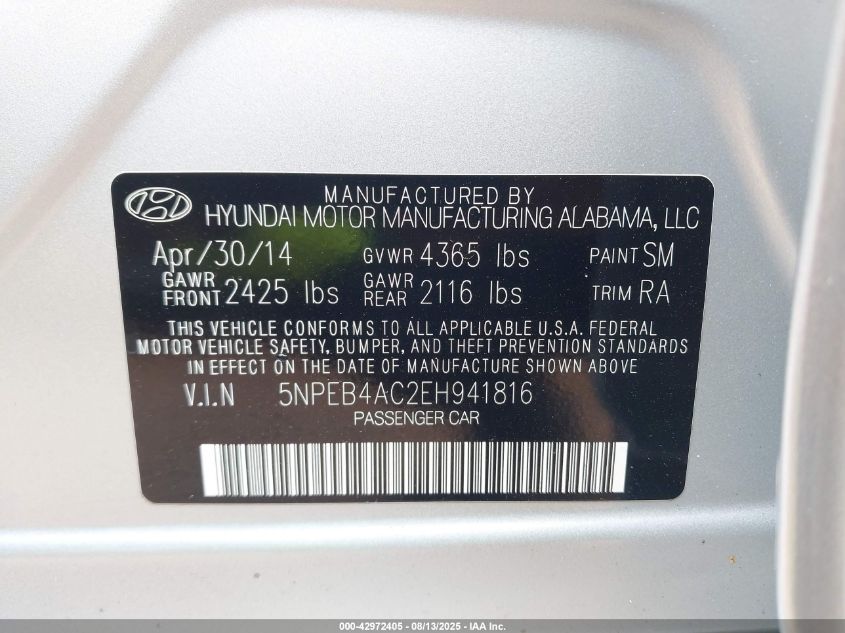 MANUFACTURED BY
HYUNDAI MOTOR MANUFACTURING ALABAMA, LLC
Apr/30/14 GVWR 4365 lbs PAINT SM
GAWR FRONT 2425 lbs GAWR REAR 2116 lbs TRIM RA
THIS VEHICLE CONFORMS TO ALL APPLICABLE U.S.A. FEDERAL
MOTOR VEHICLE SAFETY, BUMPER, AND THEFT PREVENTION STANDARDS
IN EFFECT ON THE DATE OF MANUFACTURE SHOWN ABOVE
V.I.N 5NPEB4AC2EH941816
PASSENGER CAR
000-42972405 - 08/13/2025 - IAA Inc.